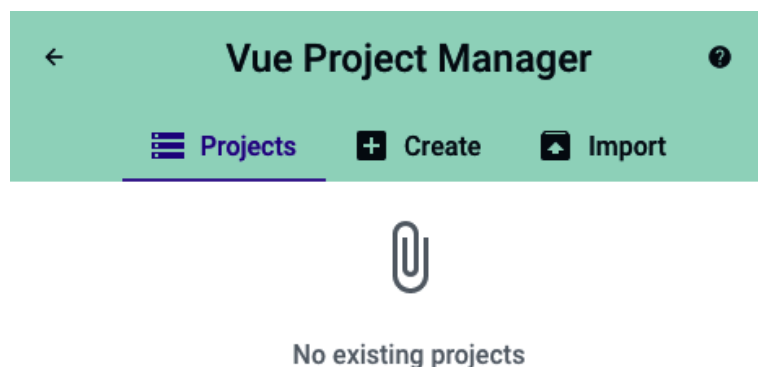 Vue Project Manager
Projects Create Import
No existing projects